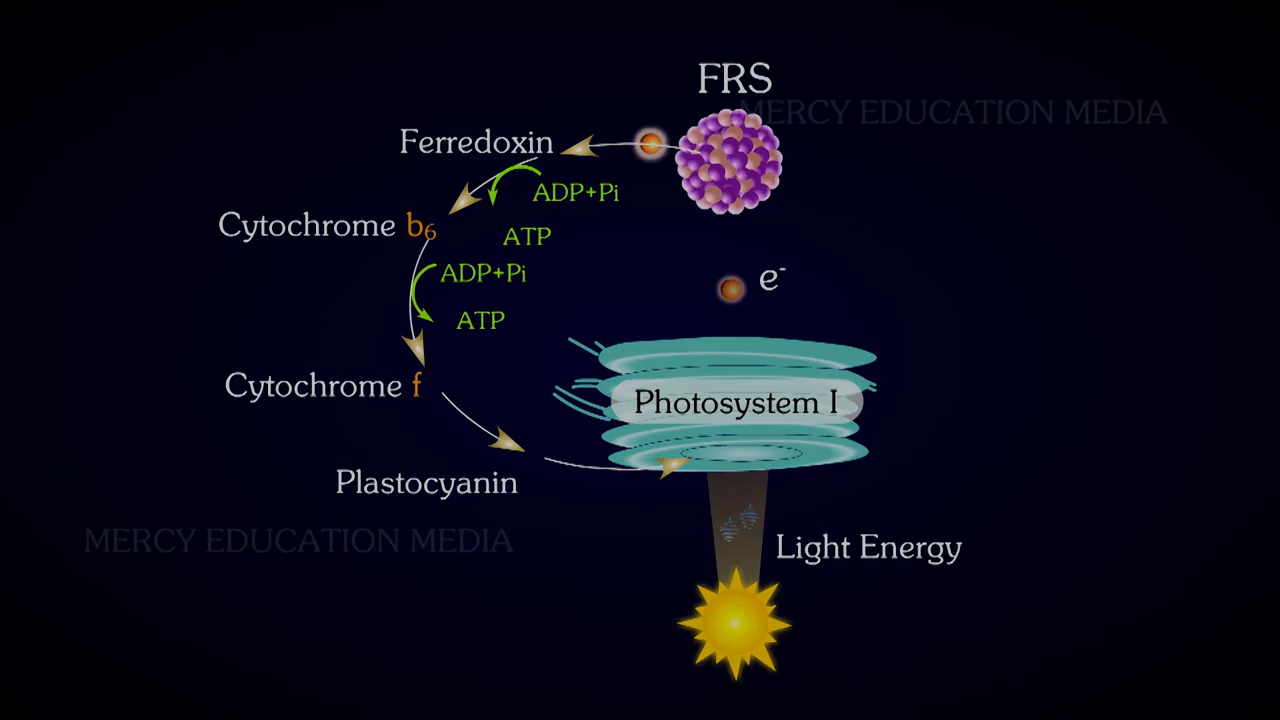 FRS
MERCY EDUCATION MEDIA
Ferredoxin
ADP+Pi
Cytochrome b₆
ATP
ADP+Pi
e⁻
ATP
Cytochrome f
Photosystem I
Plastocyanin
MERCY EDUCATION MEDIA
Light Energy